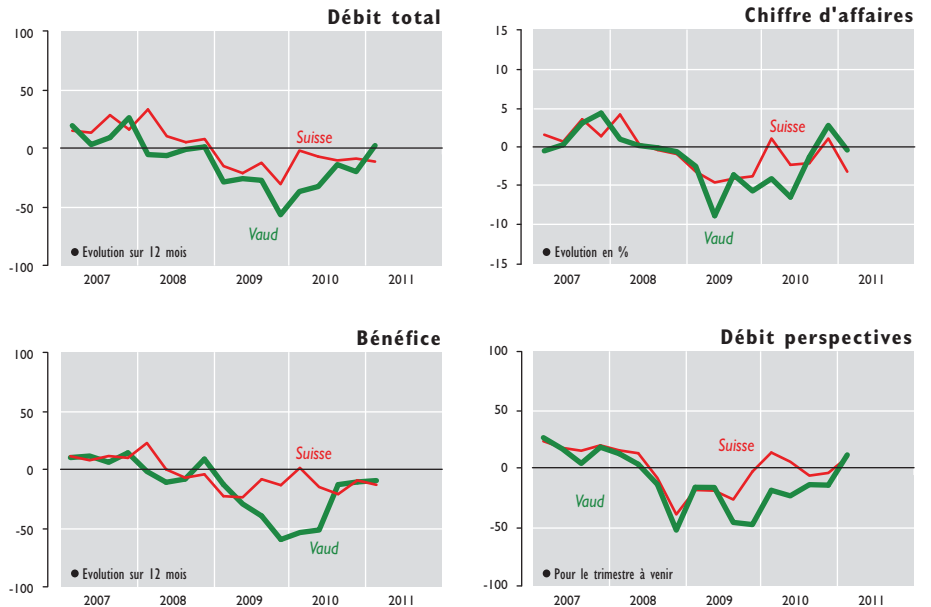 Débit total
100
50
0
-50
-100
Suisse
Vaud
● Evolution sur 12 mois
2007 2008 2009 2010 2011
Chiffre d'affaires
15
10
5
0
-5
-10
-15
Suisse
Vaud
● Evolution en %
2007 2008 2009 2010 2011
Bénéfice
100
50
0
-50
-100
Suisse
Vaud
● Evolution sur 12 mois
2007 2008 2009 2010 2011
Débit perspectives
100
50
0
-50
-100
Suisse
Vaud
● Pour le trimestre à venir
2007 2008 2009 2010 2011